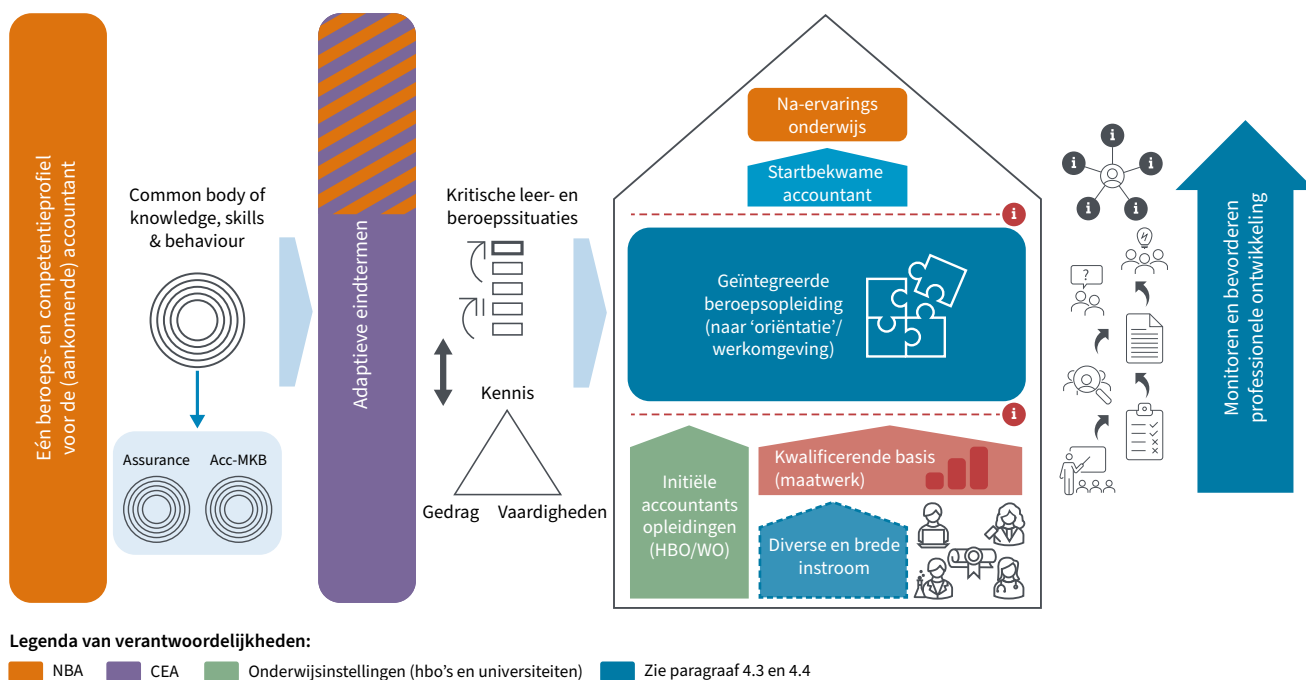 Eén beroeps- en competentieprofiel
voor de (aankomende) accountant
Common body of
knowledge, skills
& behaviour
Assurance
Acc-MKB
Adaptieve eindtermen
Kritische leer- en
beroepssituaties
Kennis
Gedrag
Vaardigheden
Na-ervarings
onderwijs
Startbekwame
accountant
i
Geïntegreerde
beroepsopleiding
(naar ‘oriëntatie’/
werkomgeving)
i
Initiële
accountants
opleidingen
(HBO/WO)
Kwalificerende basis
(maatwerk)
Diverse en brede
instroom
i
i
i
i
i
?
Monitoren en bevorderen
professionele ontwikkeling
Legenda van verantwoordelijkheden:
NBA
CEA
Onderwijsinstellingen (hbo's en universiteiten)
Zie paragraaf 4.3 en 4.4